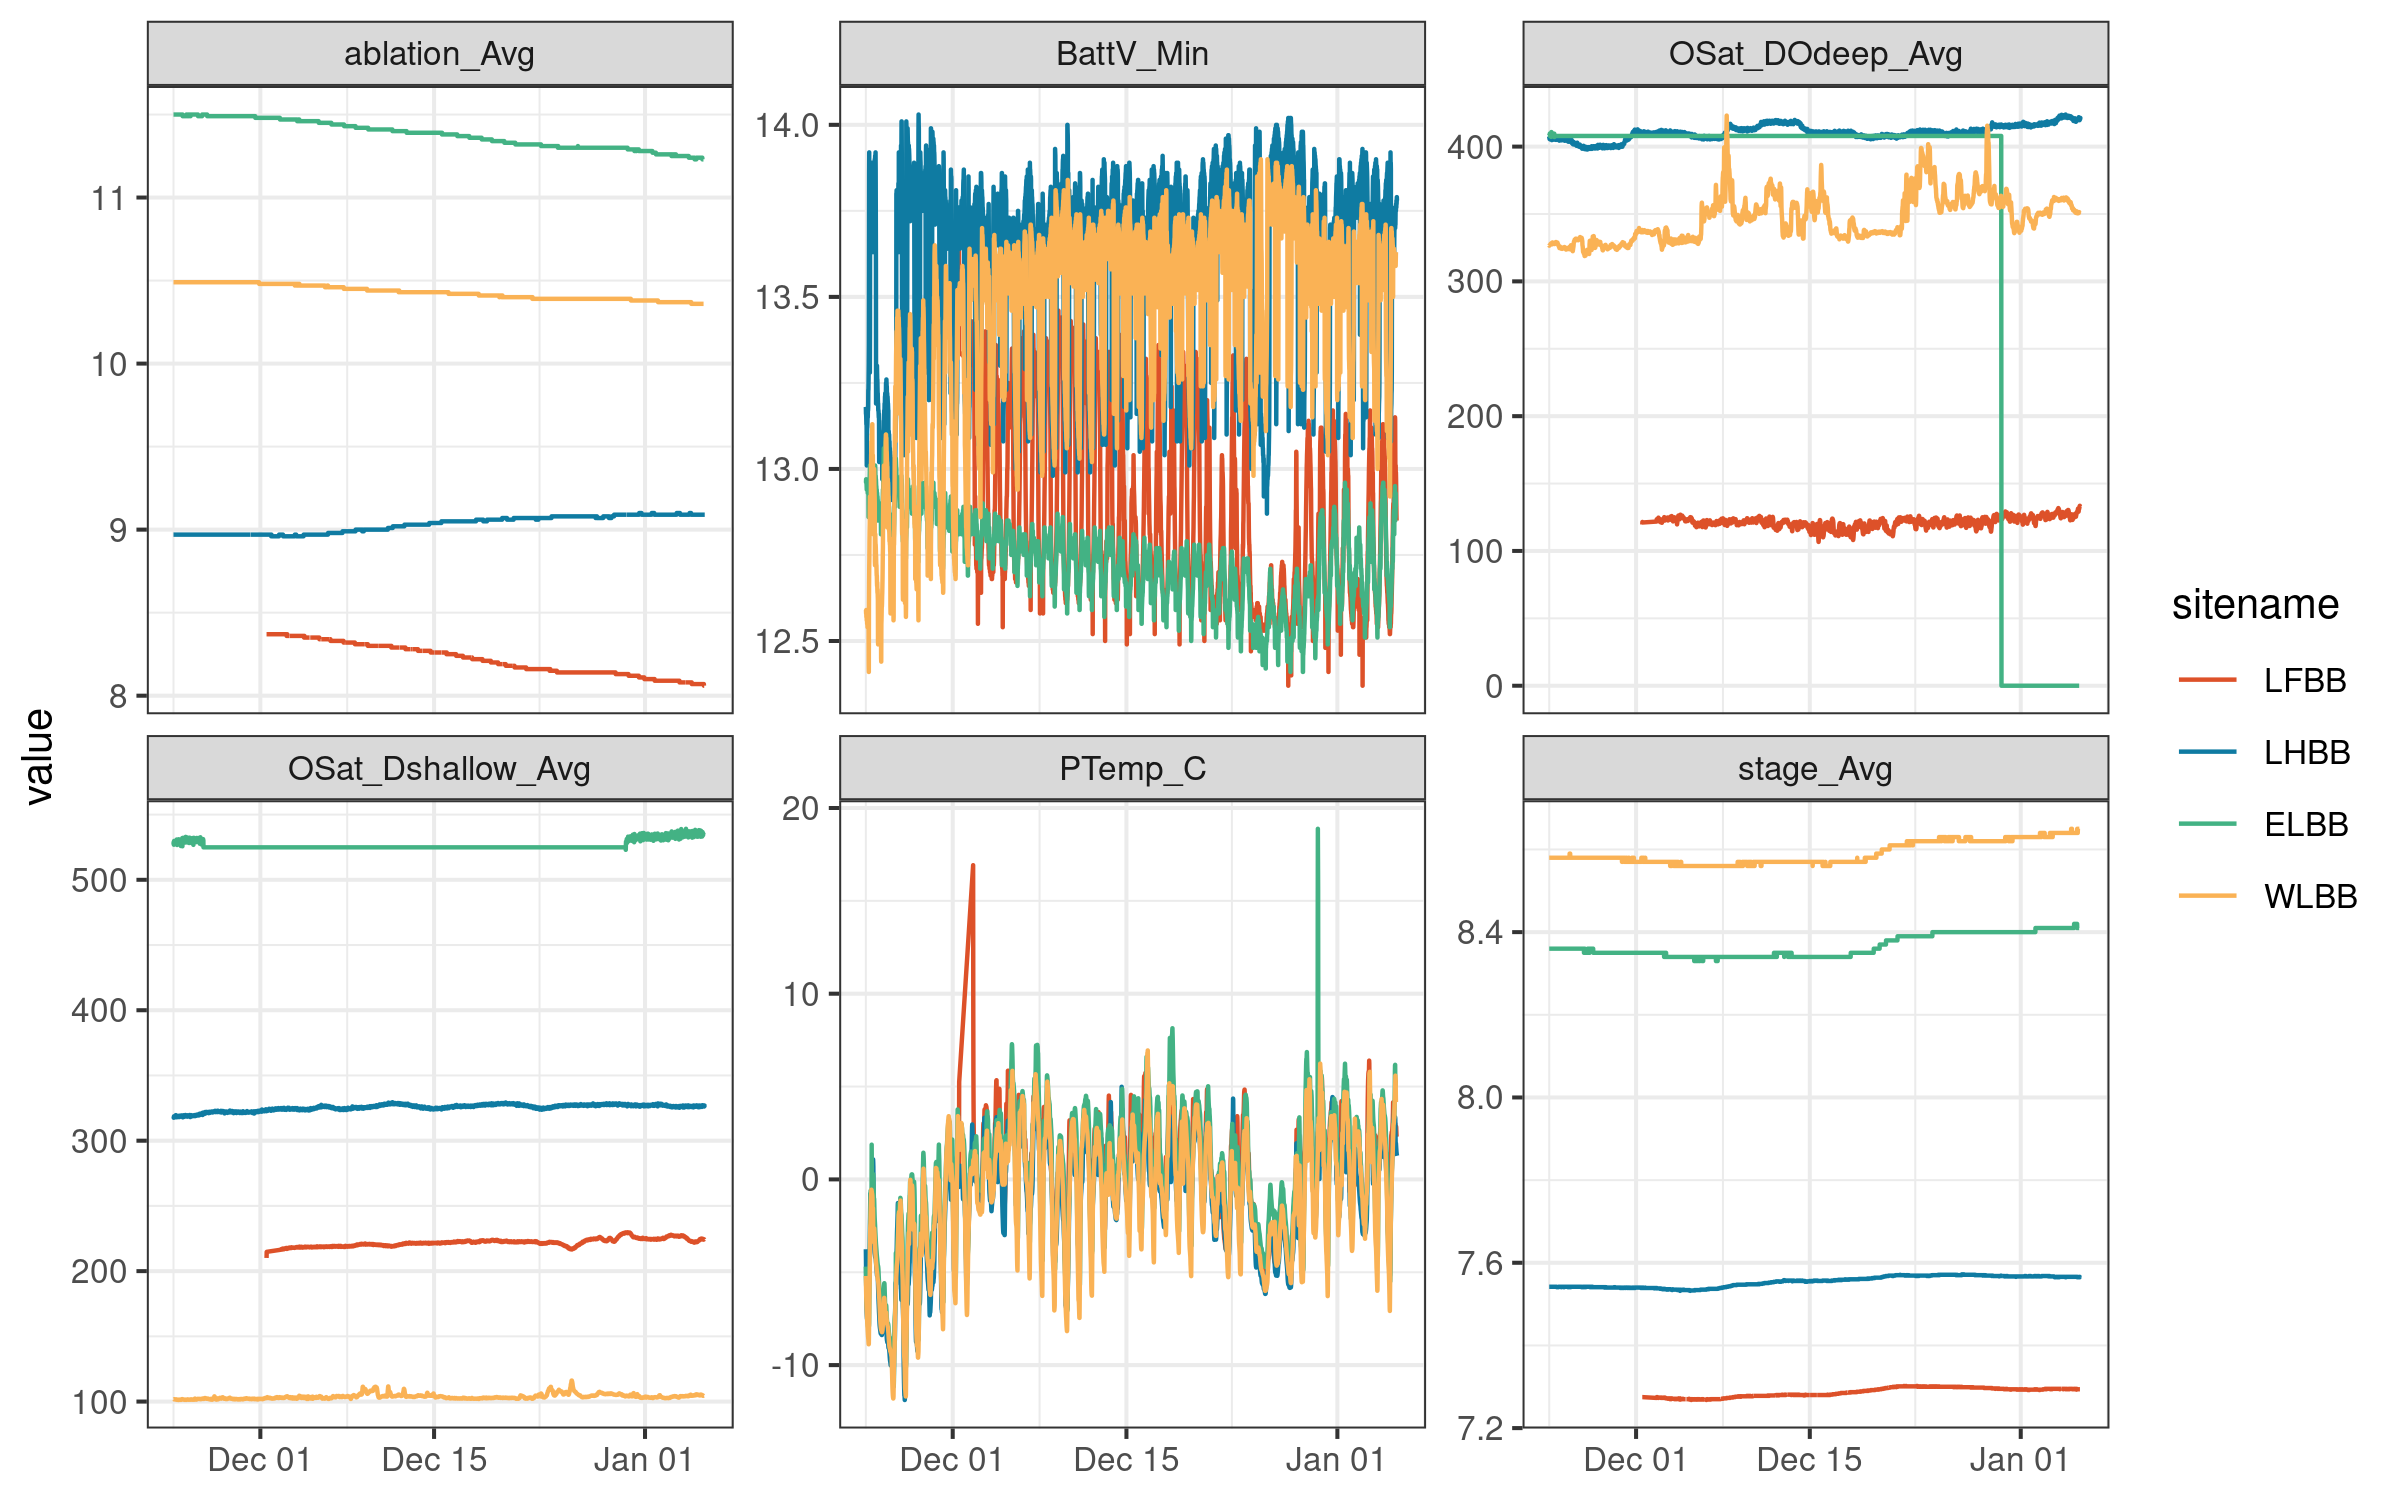 ablation_Avg
BattV_Min
OSat_DOdeep_Avg
11
10
9
8
14.0
13.5
13.0
12.5
400
300
200
100
0
value
OSat_Dshallow_Avg
PTemp_C
stage_Avg
500
400
300
200
100
20
10
0
-10
8.4
8.0
7.6
7.2
Dec 01
Dec 15
Jan 01
Dec 01
Dec 15
Jan 01
Dec 01
Dec 15
Jan 01
sitename
LFBB
LHBB
ELBB
WLBB